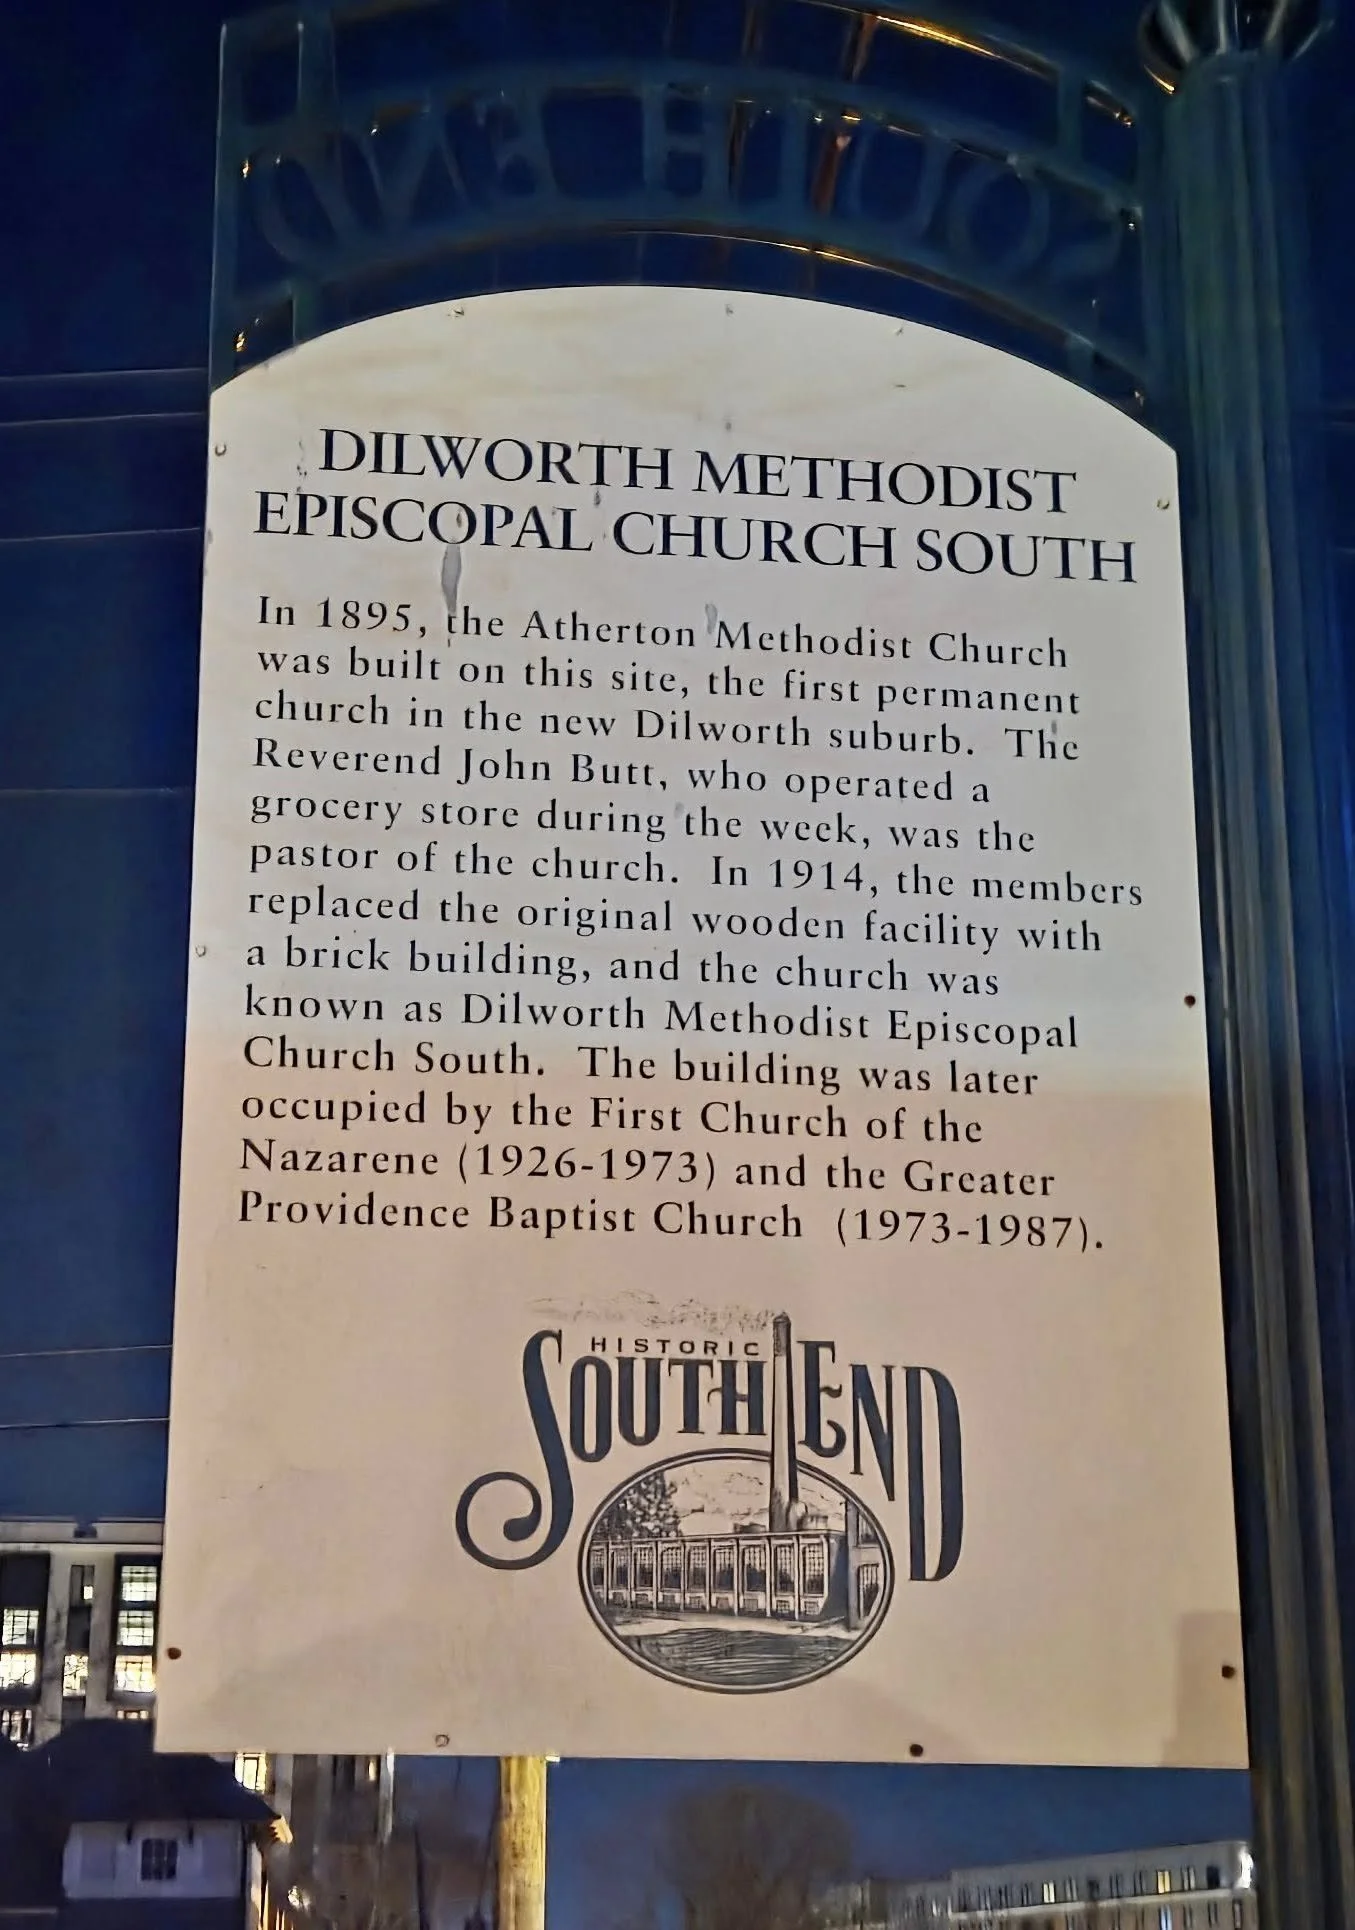 SOUTH END
DILWORTH METHODIST
EPISCOPAL CHURCH SOUTH
In 1895, the Atherton Methodist Church
was built on this site, the first permanent
church in the new Dilworth suburb. The
Reverend John Butt, who operated a
grocery store during the week, was the
pastor of the church. In 1914, the members
replaced the original wooden facility with
a brick building, and the church was
known as Dilworth Methodist Episcopal
Church South. The building was later
occupied by the First Church of the
Nazarene (1926-1973) and the Greater
Providence Baptist Church (1973-1987).
HISTORIC
SOUTH END